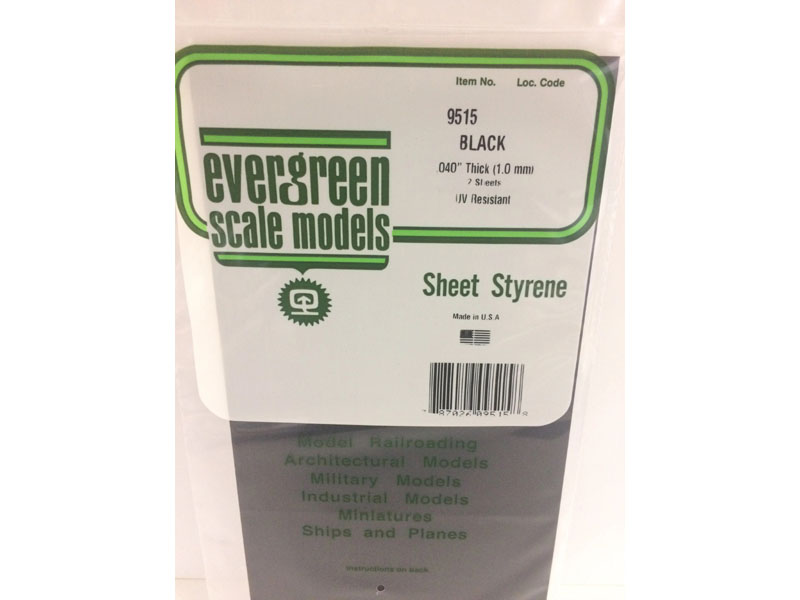 Item No. Loc. Code
9515
BLACK
.040" Thick (1.0 mm)
2 Sheets
UV Resistant
evergreen
scale models
Sheet Styrene
Made in U.S.A
Model Railroading
Architectural Models
Military Models
Industrial Models
Miniatures
Ships and Planes
Instructions on back